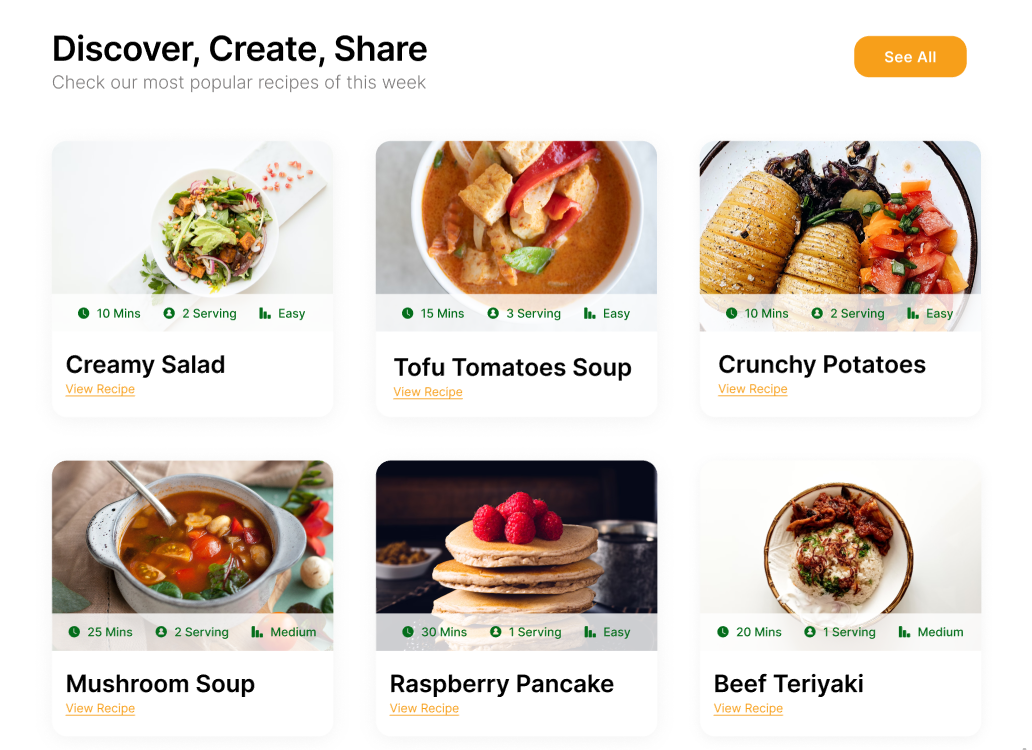 Discover, Create, Share
See All
Check our most popular recipes of this week
10 Mins 2 Serving Easy
Creamy Salad
View Recipe
15 Mins 3 Serving Easy
Tofu Tomatoes Soup
View Recipe
10 Mins 2 Serving Easy
Crunchy Potatoes
View Recipe
25 Mins 2 Serving Medium
Mushroom Soup
View Recipe
30 Mins 1 Serving Easy
Raspberry Pancake
View Recipe
20 Mins 1 Serving Medium
Beef Teriyaki
View Recipe